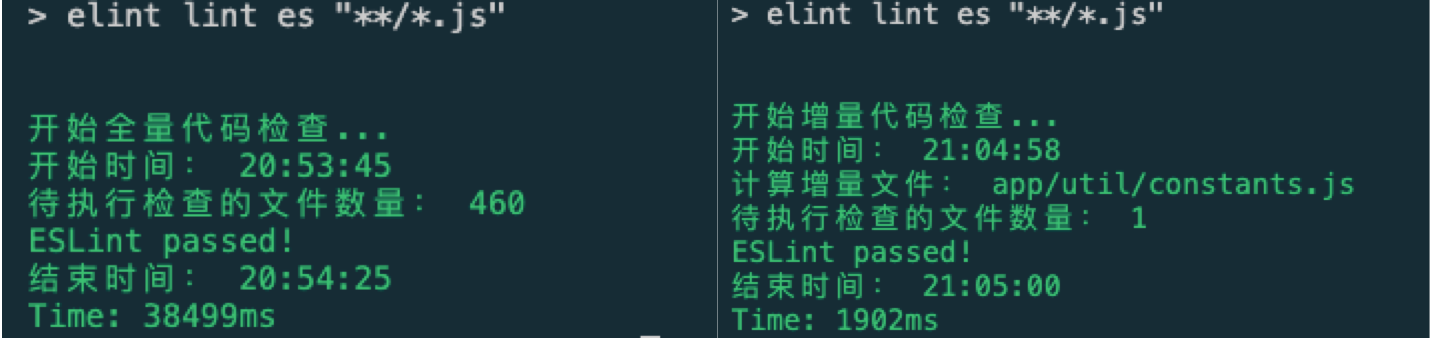 > elint lint es "**/*.js"
开始全量代码检查...
开始时间： 20:53:45
待执行检查的文件数量： 460
ESLint passed!
结束时间： 20:54:25
Time: 38499ms
> elint lint es "**/*.js"
开始增量代码检查...
开始时间： 21:04:58
计算增量文件： app/util/constants.js
待执行检查的文件数量： 1
ESLint passed!
结束时间： 21:05:00
Time: 1902ms